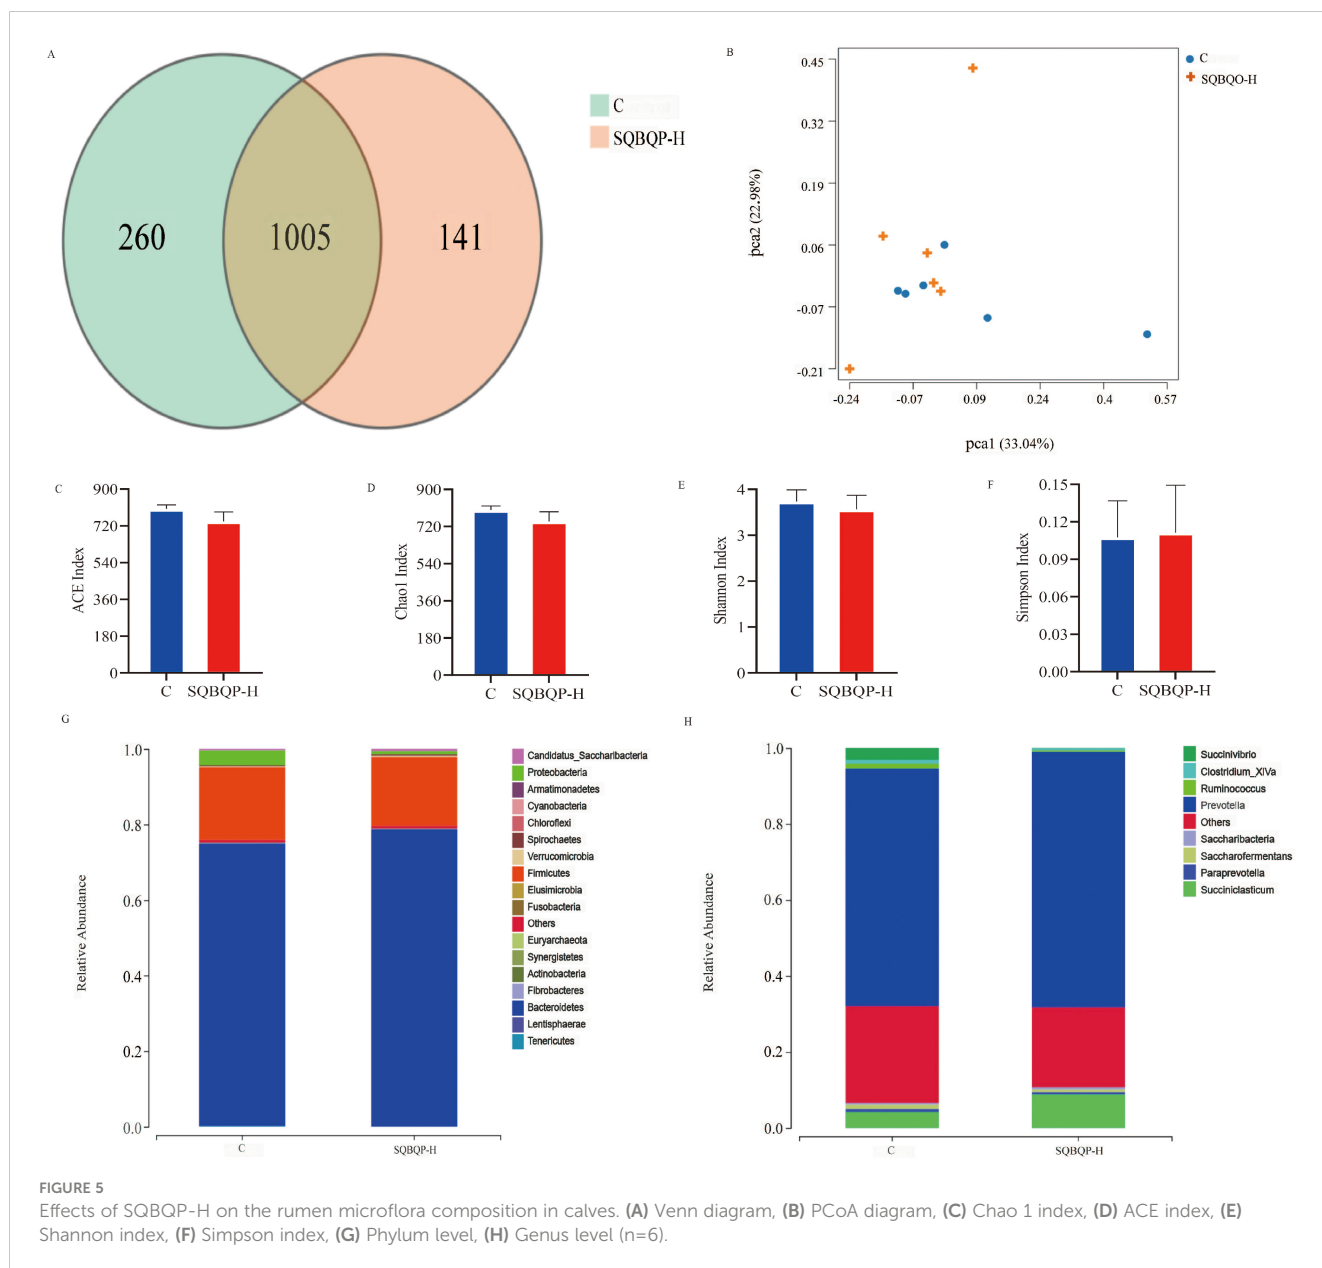 A
260
1005
141
C
SQBQP-H
B
0.45
0.32
0.19
0.06
-0.07
-0.21
pca2 (22.98%)
-0.24 -0.07 0.09 0.24 0.4 0.57
pca1 (33.04%)
C
SQBQO-H
C
900
720
540
360
180
0
ACE Index
C SQBQP-H
D
900
720
540
360
180
0
Chao1 Index
C SQBQP-H
E
4
3
2
1
0
Shannon Index
C SQBQP-H
F
0.15
0.12
0.09
0.06
0.03
0.00
Simpson Index
C SQBQP-H
G
1.0
0.8
0.6
0.4
0.2
0.0
Relative Abundance
C SQBQP-H
Candidatus_Saccharibacteria
Proteobacteria
Armatimonadetes
Cyanobacteria
Chloroflexi
Spirochaetes
Verrucomicrobia
Firmicutes
Elusimicrobia
Fusobacteria
Others
Euryarchaeota
Synergistetes
Actinobacteria
Fibrobacteres
Bacteroidetes
Lentisphaerae
Tenericutes
H
1.0
0.8
0.6
0.4
0.2
0.0
Relative Abundance
C SQBQP-H
Succinivibrio
Clostridium_XIVa
Ruminococcus
Prevotella
Others
Saccharibacteria
Saccharofermentans
Paraprevotella
Succiniclasticum
FIGURE 5
Effects of SQBQP-H on the rumen microflora composition in calves. (A) Venn diagram, (B) PCoA diagram, (C) Chao 1 index, (D) ACE index, (E)
Shannon index, (F) Simpson index, (G) Phylum level, (H) Genus level (n=6).